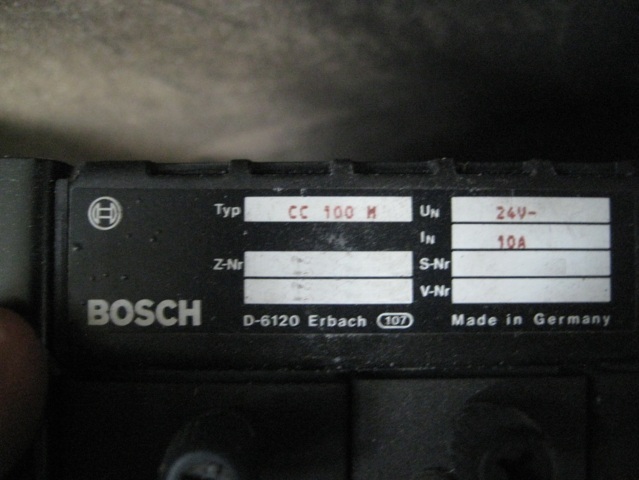 Typ CC 100 M UN 24V-
IN 10A
Z-Nr S-Nr
V-Nr
BOSCH D-6120 Erbach 107 Made in Germany